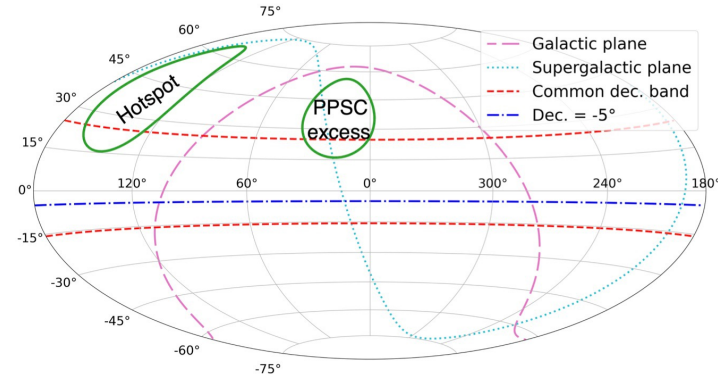 75°
60°
45°
30°
15°
0°
-15°
-30°
-45°
-60°
-75°
120°
60°
0°
300°
240°
180°
Hotspot
PPSC
excess
Galactic plane
Supergalactic plane
Common dec. band
Dec. = -5°